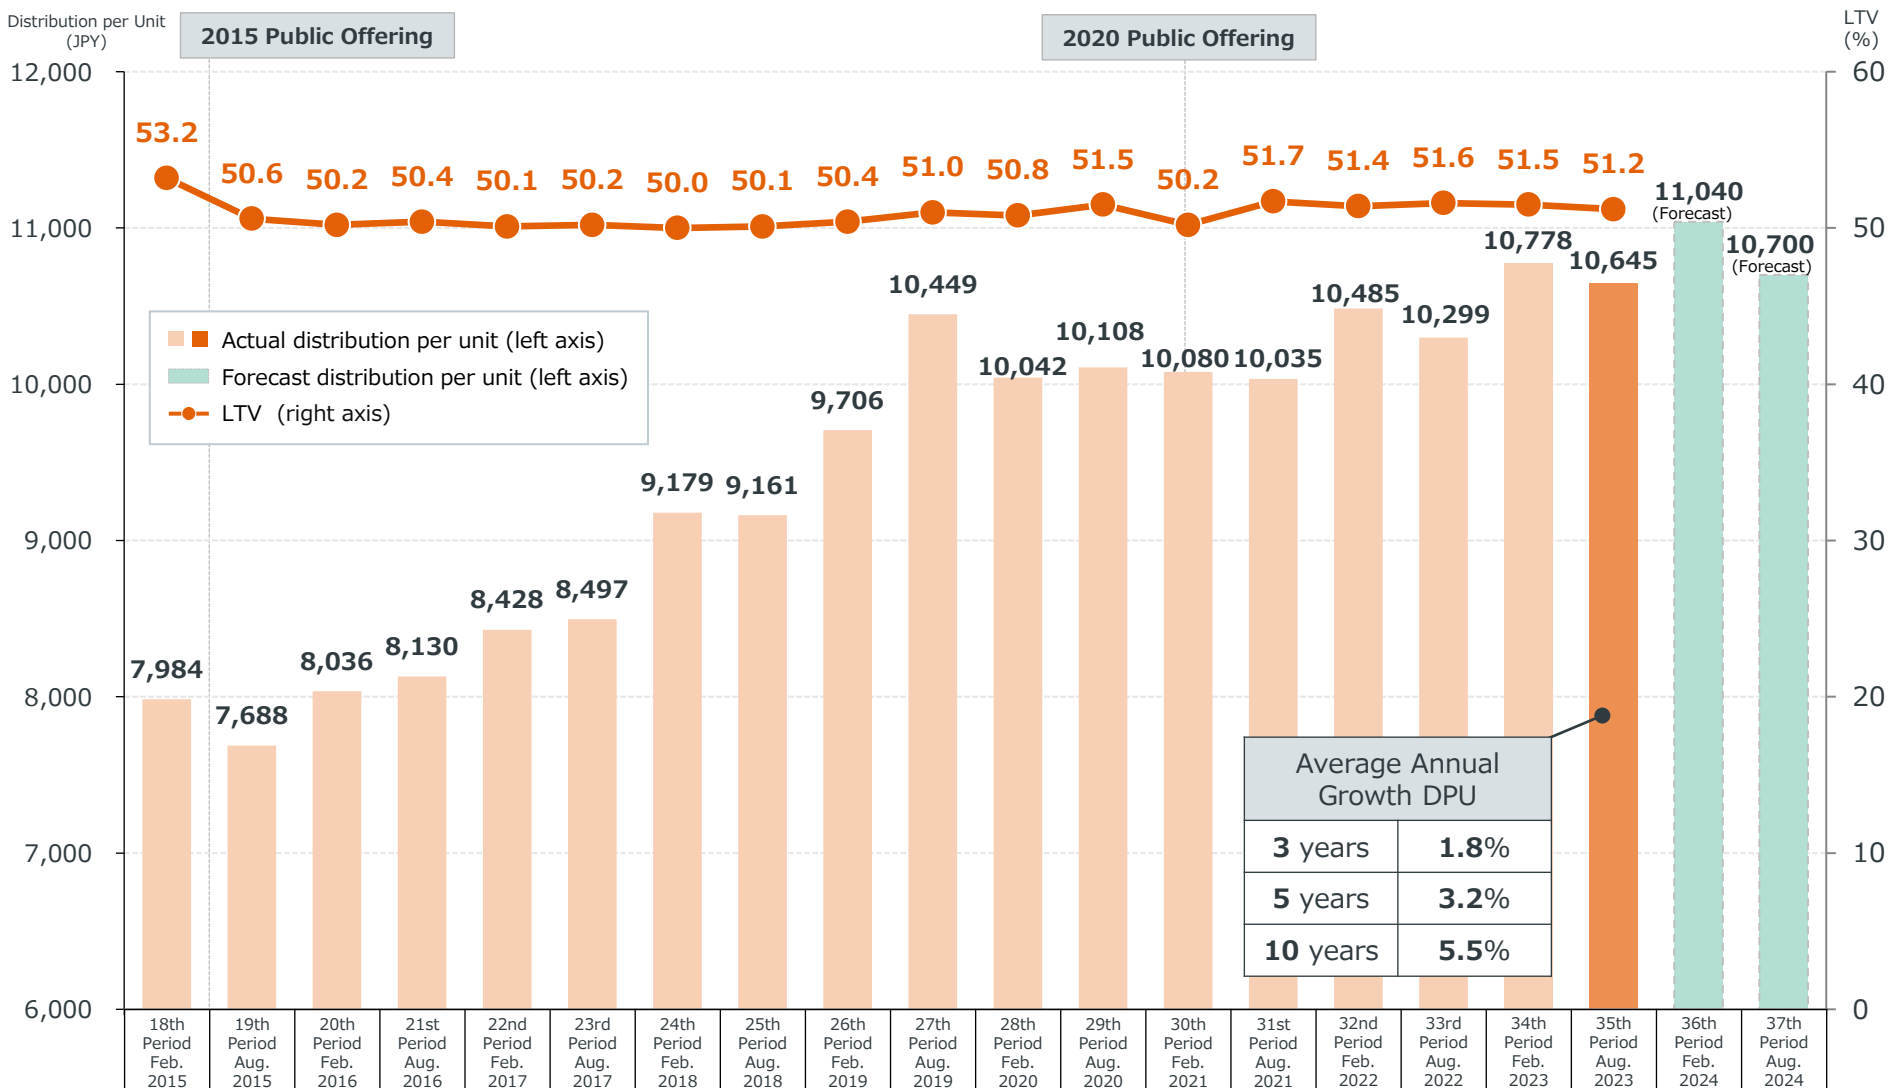 Distribution per Unit
(JPY)
2015 Public Offering
2020 Public Offering
LTV
(%)
12,000
11,000
10,000
9,000
8,000
7,000
6,000
60
50
40
30
20
10
0
53.2
50.6
50.2
50.4
50.1
50.2
50.0
50.1
50.4
51.0
50.8
51.5
50.2
51.7
51.4
51.6
51.5
51.2
Actual distribution per unit (left axis)
Forecast distribution per unit (left axis)
LTV (right axis)
7,984
7,688
8,036
8,130
8,428
8,497
9,179
9,161
9,706
10,449
10,042
10,108
10,080
10,035
10,485
10,299
10,778
10,645
11,040
(Forecast)
10,700
(Forecast)
Average Annual
Growth DPU
3 years 1.8%
5 years 3.2%
10 years 5.5%
18th
Period
Feb.
2015
19th
Period
Aug.
2015
20th
Period
Feb.
2016
21st
Period
Aug.
2016
22nd
Period
Feb.
2017
23rd
Period
Aug.
2017
24th
Period
Feb.
2018
25th
Period
Aug.
2018
26th
Period
Feb.
2019
27th
Period
Aug.
2019
28th
Period
Feb.
2020
29th
Period
Aug.
2020
30th
Period
Feb.
2021
31st
Period
Aug.
2021
32nd
Period
Feb.
2022
33rd
Period
Aug.
2022
34th
Period
Feb.
2023
35th
Period
Aug.
2023
36th
Period
Feb.
2024
37th
Period
Aug.
2024